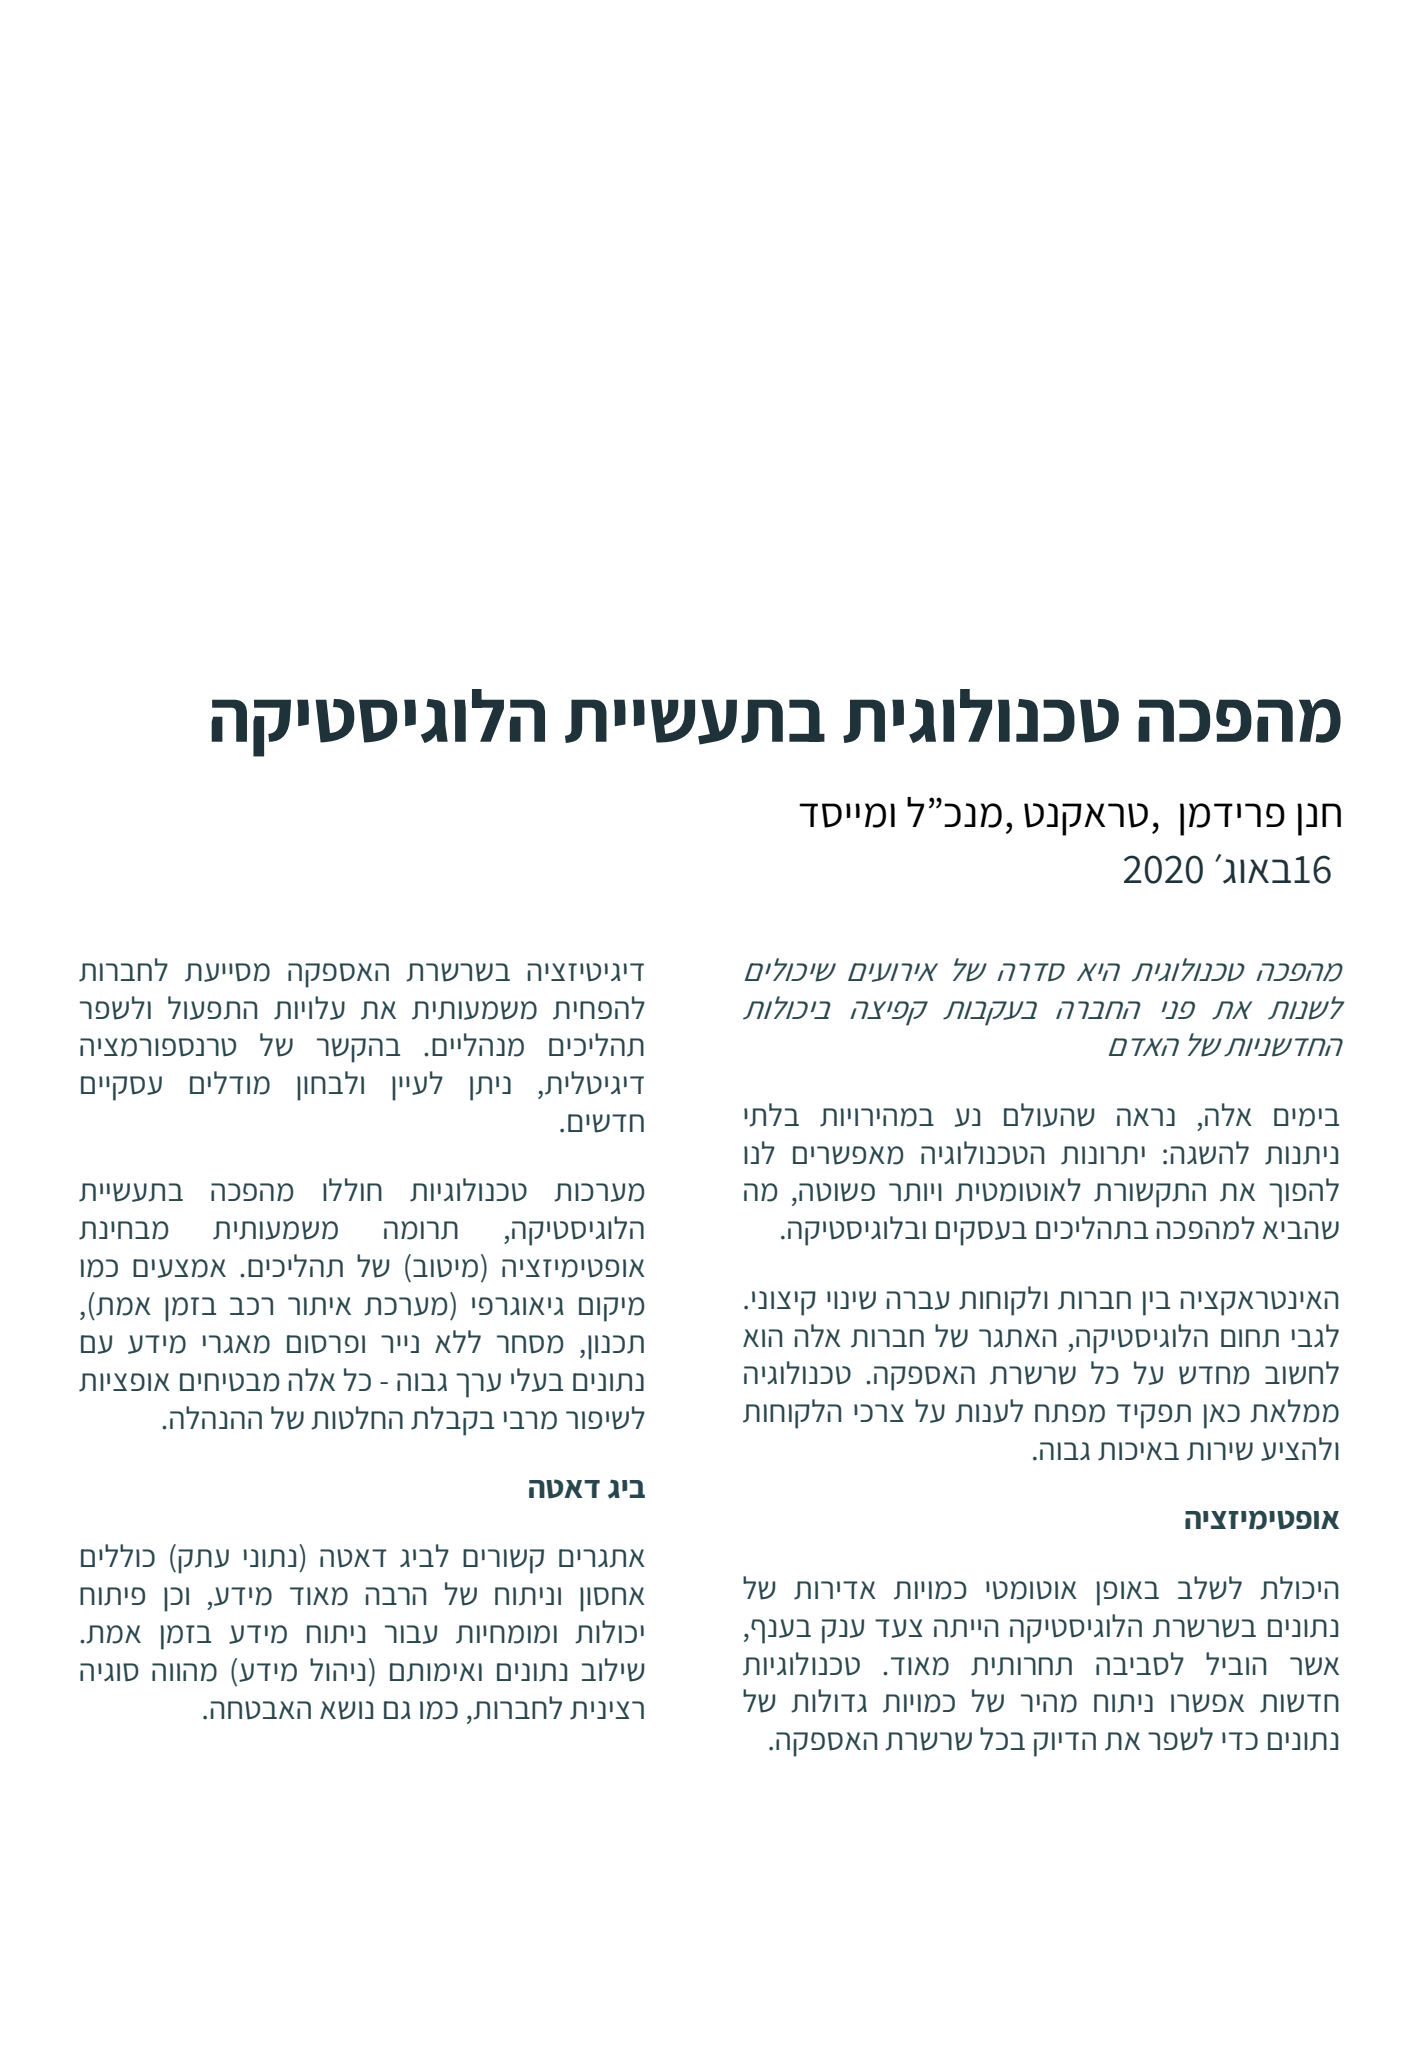 מהפכה טכנולוגית בתעשיית הלוגיסטיקה
חנן פרידמן ,טראקנט ,מנכ”ל ומייסד
16באוג׳ 2020
מהפכה טכנולוגית היא סדרה של אירועים שיכולים
לשנות את פני החברה בעקבות קפיצה ביכולות
החדשניות של האדם
בימים אלה, נראה שהעולם נע במהירויות בלתי
ניתנות להשגה: יתרונות הטכנולוגיה מאפשרים לנו
להפוך את התקשורת לאוטומטית ויותר פשוטה, מה
שהביא למהפכה בתהליכים בעסקים ובלוגיסטיקה.
האינטראקציה בין חברות ולקוחות עברה שינוי קיצוני.
לגבי תחום הלוגיסטיקה, האתגר של חברות אלה הוא
לחשוב מחדש על כל שרשרת האספקה. טכנולוגיה
ממלאת כאן תפקיד מפתח לענות על צרכי הלקוחות
ולהציע שירות באיכות גבוה.
אופטימיזציה
היכולת לשלב באופן אוטומטי כמויות אדירות של
נתונים בשרשרת הלוגיסטיקה הייתה צעד ענק בענף,
אשר הוביל לסביבה תחרותית מאוד. טכנולוגיות
חדשות אפשרו ניתוח מהיר של כמויות גדולות של
נתונים כדי לשפר את הדיוק בכל שרשרת האספקה.
דיגיטיזציה בשרשרת האספקה מסייעת לחברות
להפחית משמעותית את עלויות התפעול ולשפר
תהליכים מנהליים. בהקשר של טרנספורמציה
דיגיטלית, ניתן לעיין ולבחון מודלים עסקיים
חדשים.
מערכות טכנולוגיות חוללו מהפכה בתעשיית
הלוגיסטיקה, תרומה משמעותית מבחינת
אופטימיזציה (מיטוב) של תהליכים. אמצעים כמו
מיקום גיאוגרפי (מערכת איתור רכב בזמן אמת),
תכנון, מסחר ללא נייר ופרסום מאגרי מידע עם
נתונים בעלי ערך גבוה - כל אלה מבטיחים אופציות
לשיפור מרבי בקבלת החלטות של ההנהלה.
ביג דאטה
אתגרים קשורים לביג דאטה (נתוני עתק) כוללים
אחסון וניתוח של הרבה מאוד מידע, וכן פיתוח
יכולות ומומחיות עבור ניתוח מידע בזמן אמת.
שילוב נתונים ואימותם (ניהול מידע) מהווה סוגיה
רצינית לחברות, כמו גם נושא האבטחה.